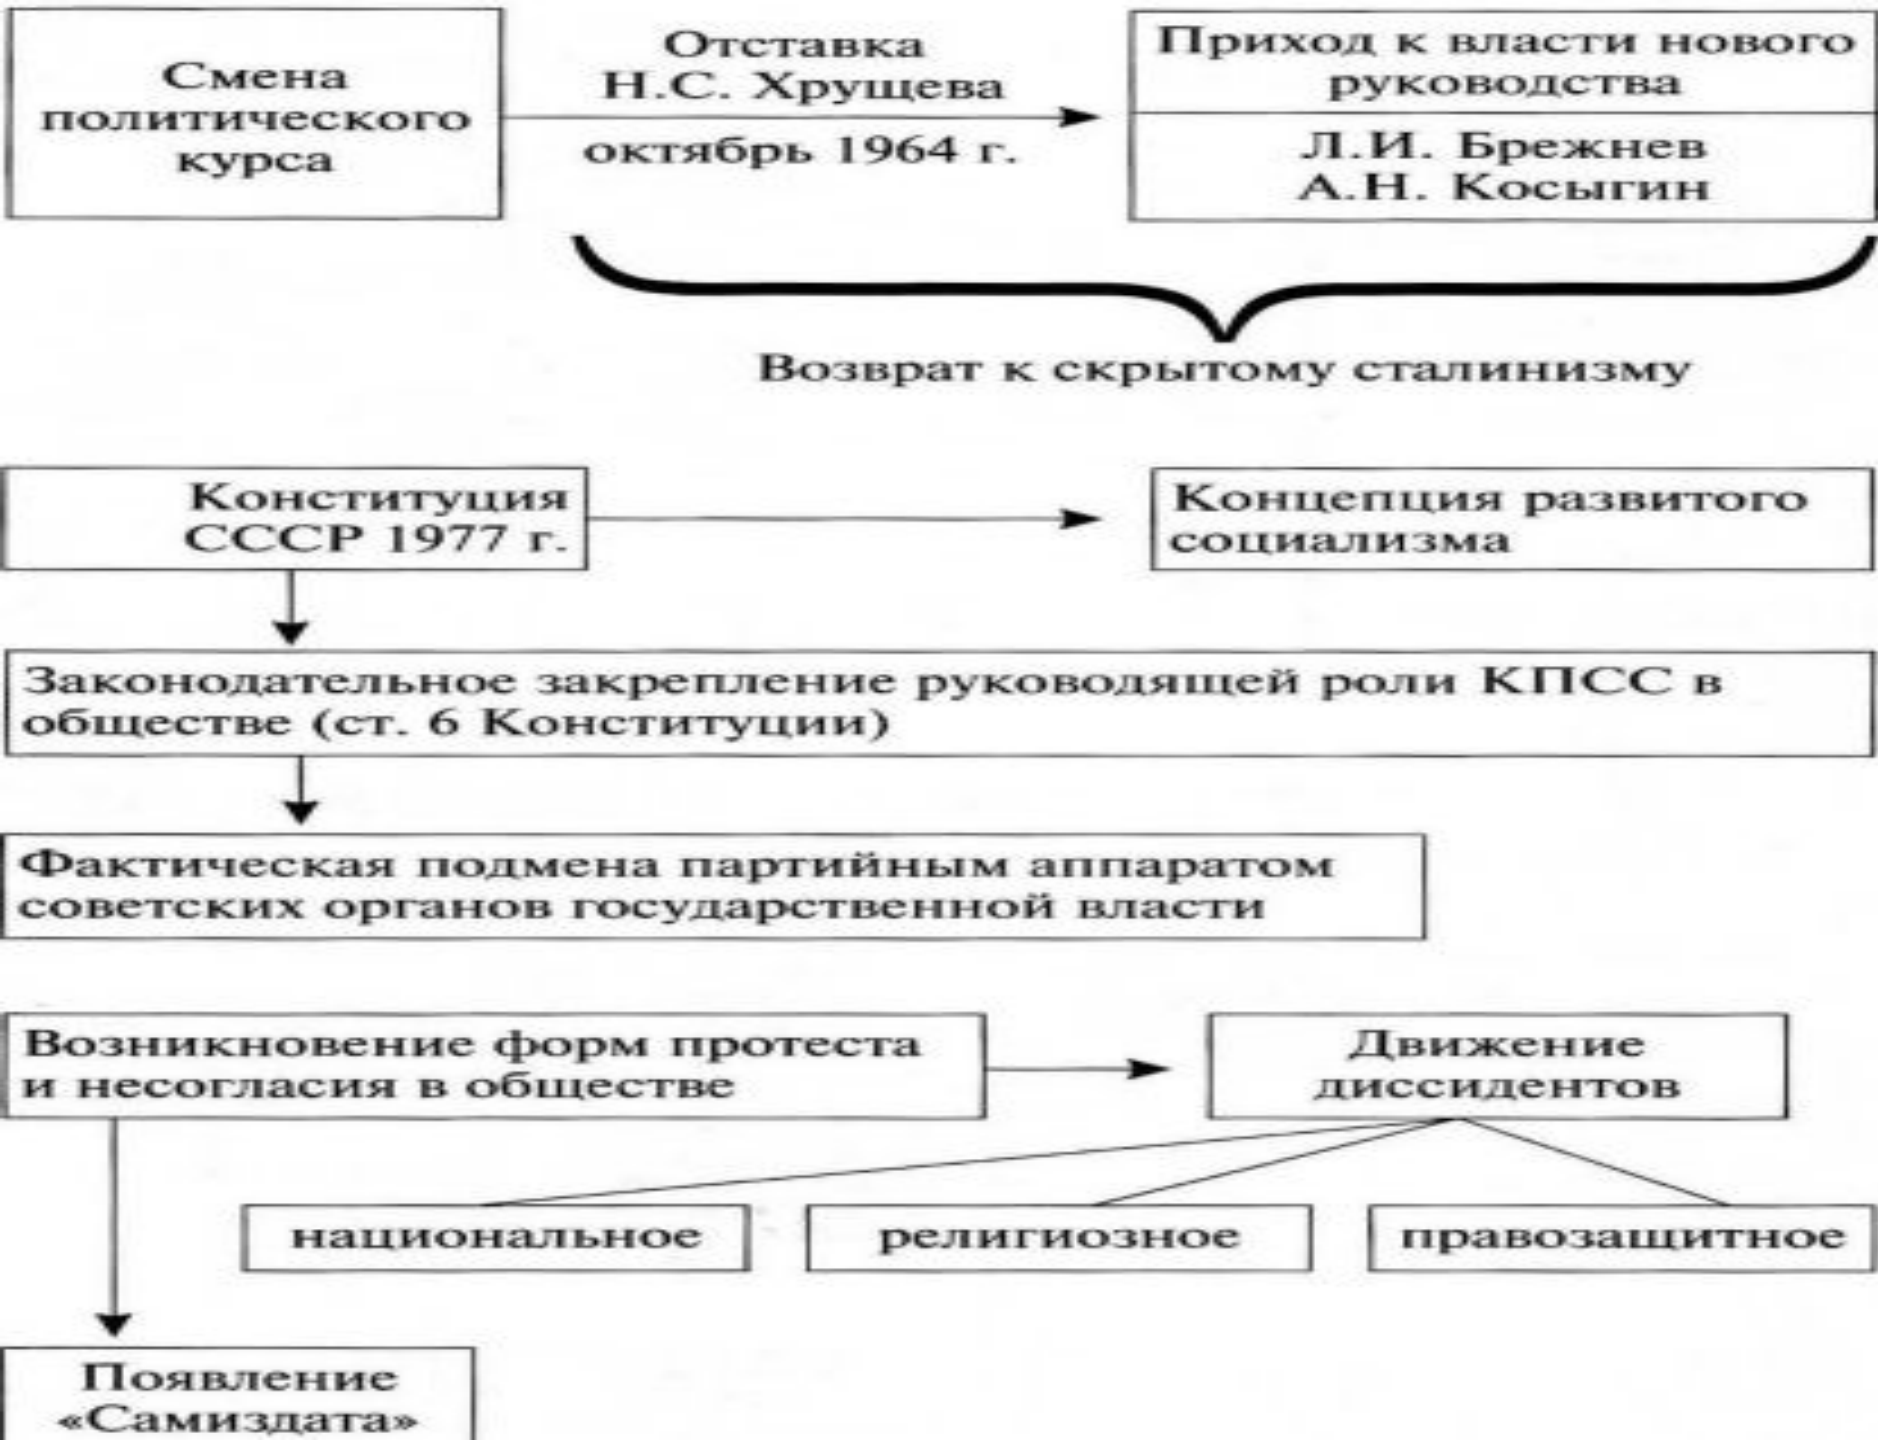 Смена
политического
курса
Отставка
Н.С. Хрущева
октябрь 1964 г.
Приход к власти нового
руководства
Л.И. Брежнев
А.Н. Косыгин
Возврат к скрытому сталинизму
Конституция
СССР 1977 г.
Концепция развитого
социализма
Законодательное закрепление руководящей роли КПСС в
обществе (ст. 6 Конституции)
Фактическая подмена партийным аппаратом
советских органов государственной власти
Возникновение форм протеста
и несогласия в обществе
Движение
диссидентов
национальное
религиозное
правозащитное
Появление
«Самиздата»